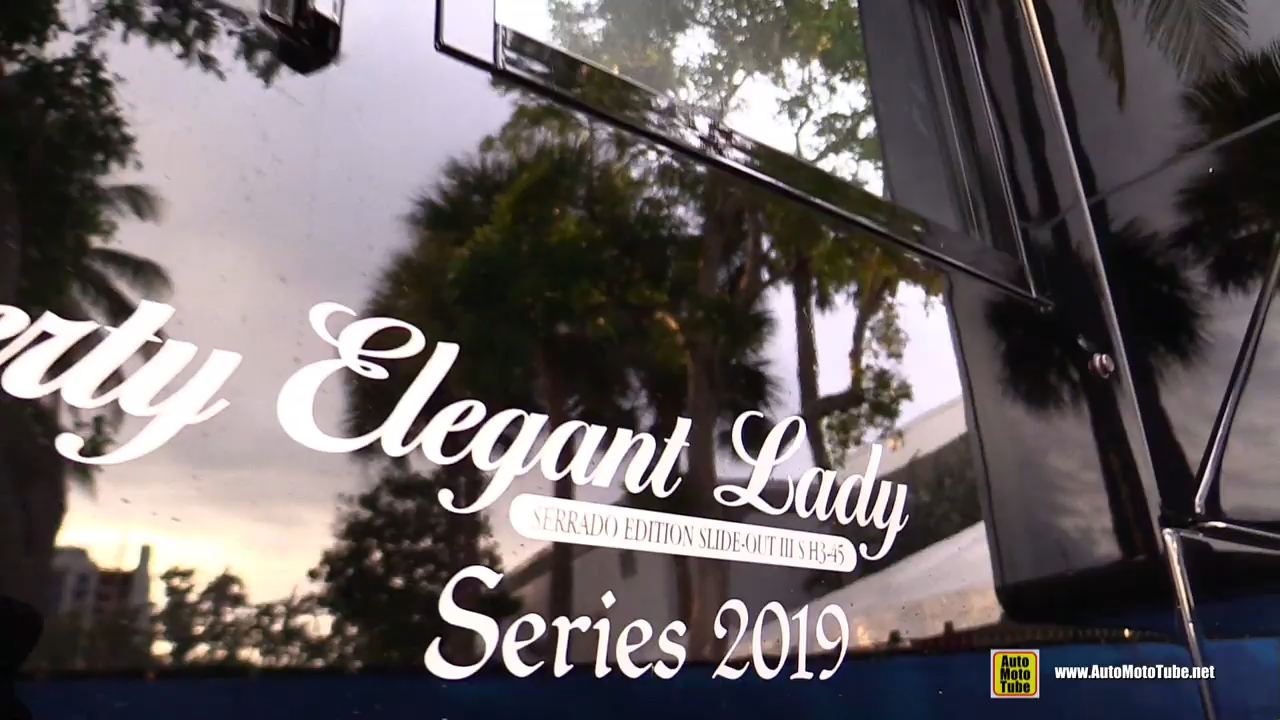 erty Elegant Lady
SERRADO EDITION SLIDE-OUT III S H3-45
Series 2019
Auto
Moto
Tube
www.AutoMotoTube.net